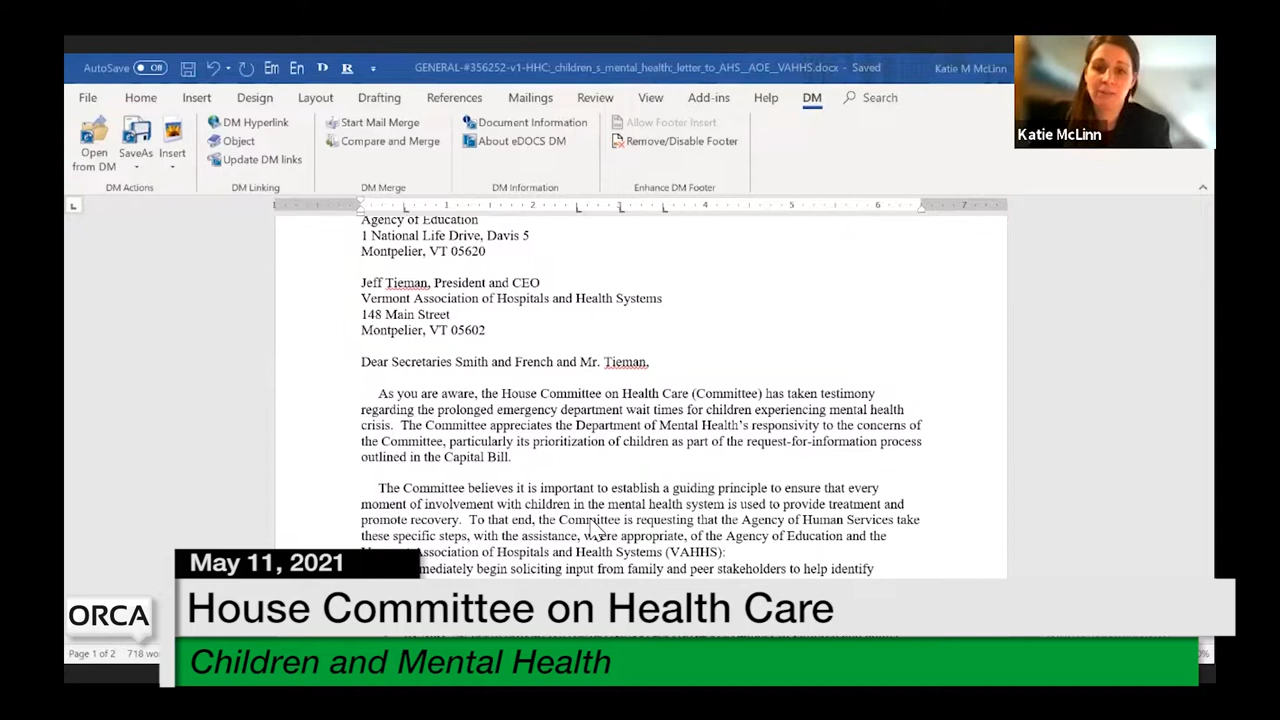 AutoSave Off
GENERAL-#356252-v1-HHC;_children_s_mental_health;_letter_to_AHS__AOE__VAHHS.docx - Saved
Katie M McLinn
Katie McLinn
File Home Insert Design Layout Drafting References Mailings Review View Add-ins Help DM Search
Open from DM
SaveAs
Insert
DM Actions
DM Hyperlink
Object
Update DM links
DM Linking
Start Mail Merge
Compare and Merge
DM Merge
Document Information
About eDOCS DM
DM Information
Allow Footer Insert
Remove/Disable Footer
Enhance DM Footer
1 2 3 4 5 6 7
Agency of Education
1 National Life Drive, Davis 5
Montpelier, VT 05620
Jeff Tieman, President and CEO
Vermont Association of Hospitals and Health Systems
148 Main Street
Montpelier, VT 05602
Dear Secretaries Smith and French and Mr. Tieman,
As you are aware, the House Committee on Health Care (Committee) has taken testimony
regarding the prolonged emergency department wait times for children experiencing mental health
crisis. The Committee appreciates the Department of Mental Health's responsivity to the concerns of
the Committee, particularly its prioritization of children as part of the request-for-information process
outlined in the Capital Bill.
The Committee believes it is important to establish a guiding principle to ensure that every
moment of involvement with children in the mental health system is used to provide treatment and
promote recovery. To that end, the Committee is requesting that the Agency of Human Services take
these specific steps, with the assistance, where appropriate, of the Agency of Education and the
Association of Hospitals and Health Systems (VAHHS):
soliciting input from family and peer stakeholders to help identify
May 11, 2021
ORCA
House Committee on Health Care
Children and Mental Health
Page 1 of 2